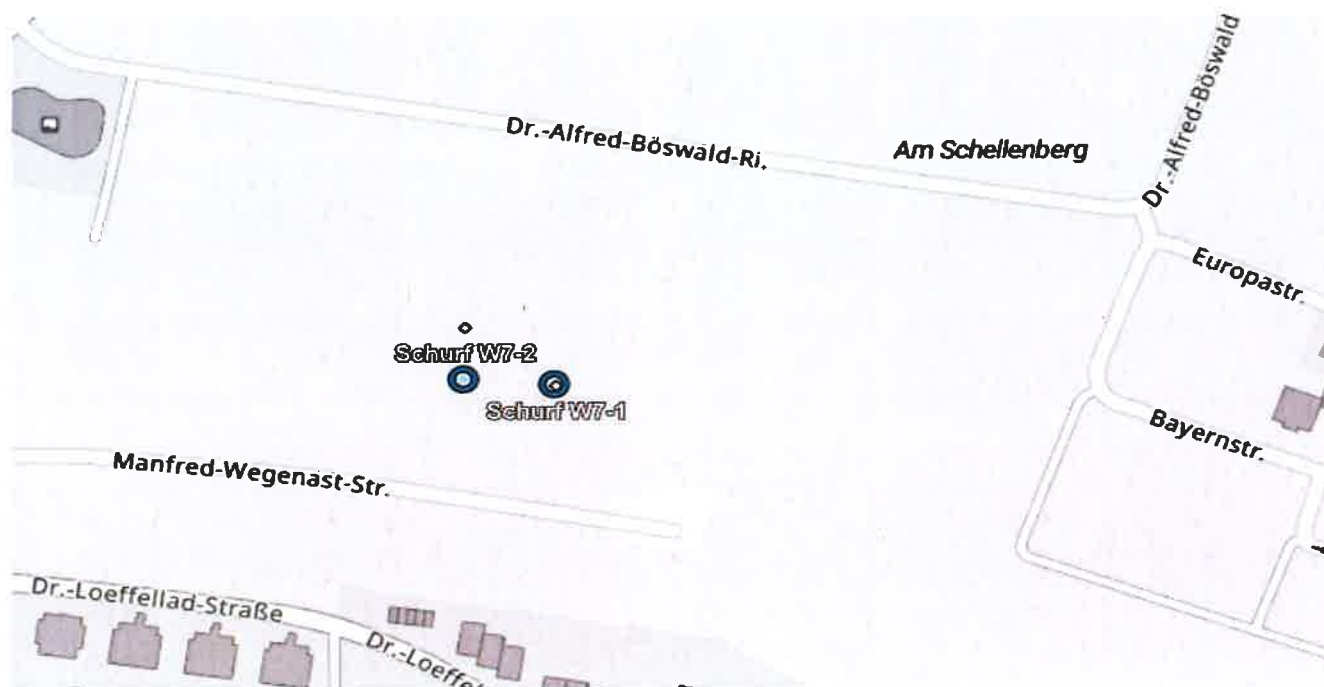 Dr.-Alfred-Böswald
Dr.-Alfred-Böswald-Ri.
Am Schellenberg
Europastr.
Schurf W7-2
Schurf W7-1
Bayernstr.
Manfred-Wegenast-Str.
Dr.-Loeffellad-Straße
Dr.-Loeffel